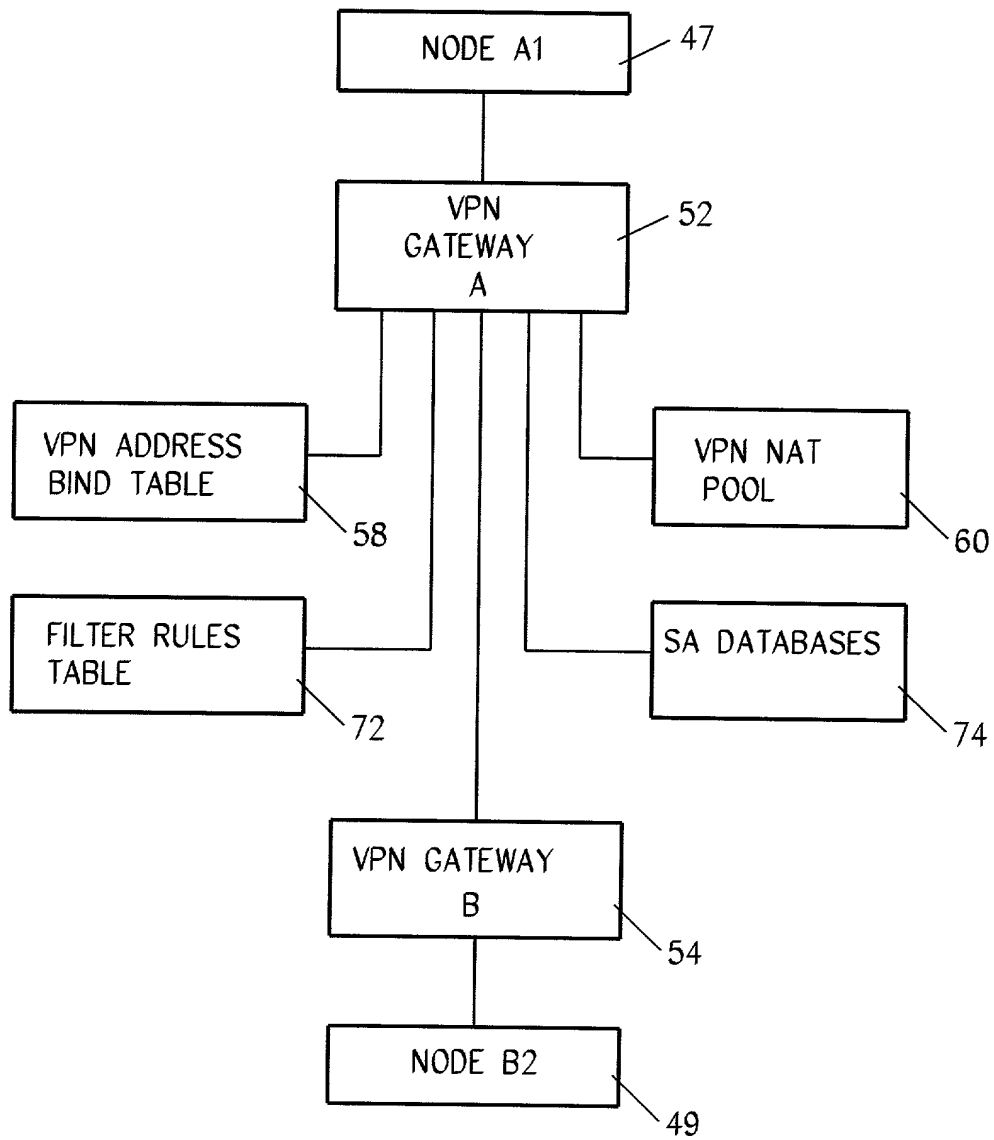 NODE A1
47
VPN
GATEWAY
A
52
VPN ADDRESS
BIND TABLE
58
VPN NAT
POOL
60
FILTER RULES
TABLE
72
SA DATABASES
74
VPN GATEWAY
B
54
NODE B2
49